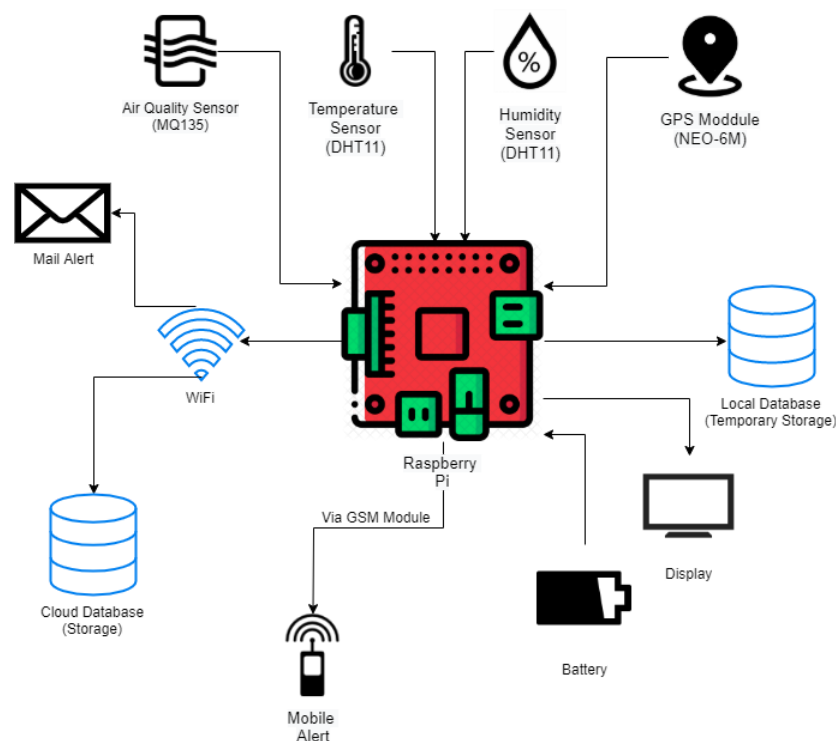 Air Quality Sensor
(MQ135)
Temperature
Sensor
(DHT11)
%
Humidity
Sensor
(DHT11)
GPS Moddule
(NEO-6M)
Mail Alert
WiFi
Local Database
(Temporary Storage)
Raspberry
Pi
Via GSM Module
Display
Cloud Database
(Storage)
Battery
Mobile
Alert